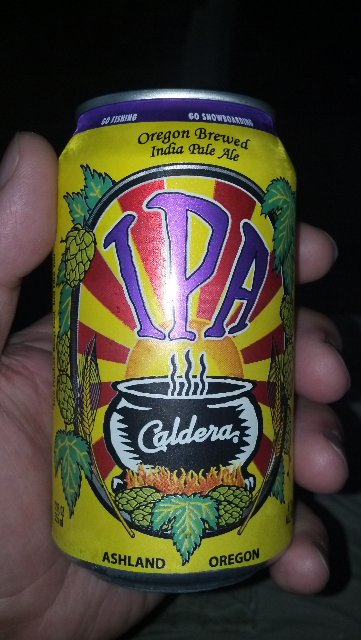 GO FISHING GO SNOWBOARDING
Oregon Brewed
India Pale Ale
IPA
Caldera
ASHLAND OREGON